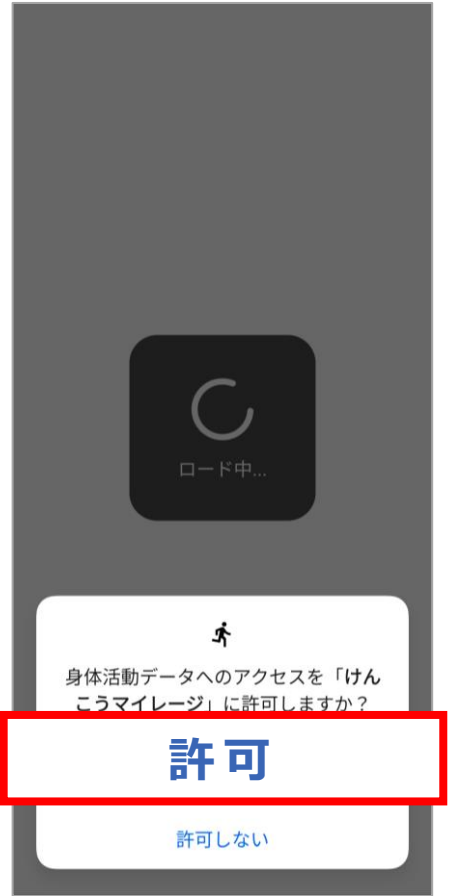 ロード中...
身体活動データへのアクセスを「けん
こうマイレージ」に許可しますか？
許可
許可しない